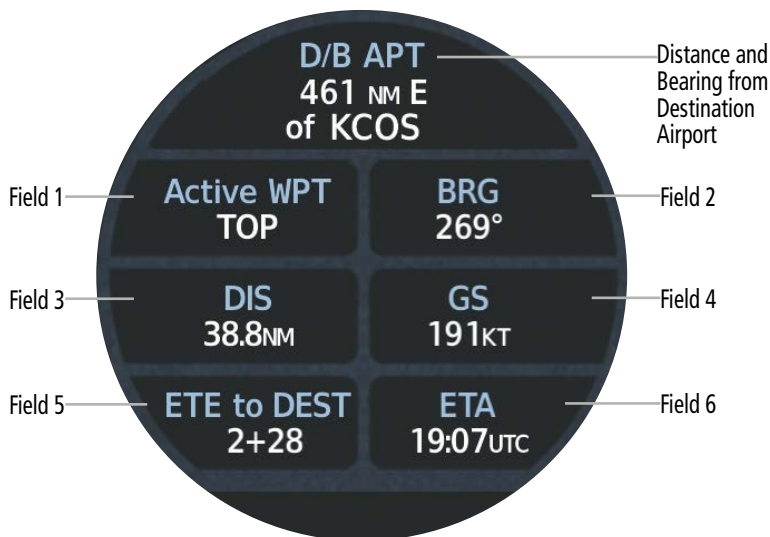 D/B APT
461 NM E
of KCOS
Distance and
Bearing from
Destination
Airport
Field 1
Active WPT
TOP
BRG
269°
Field 2
Field 3
DIS
38.8NM
GS
191KT
Field 4
Field 5
ETE to DEST
2+28
ETA
19:07UTC
Field 6